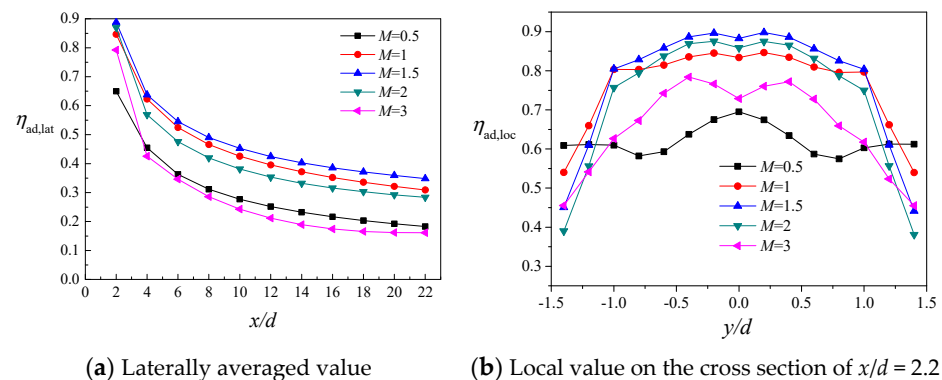 0.9
0.8
0.7
0.6
0.5
0.4
0.3
0.2
0.1
0.0
ηad,lat
M=0.5
M=1
M=1.5
M=2
M=3
0 2 4 6 8 10 12 14 16 18 20 22
x/d
(a) Laterally averaged value
0.9
0.8
0.7
0.6
0.5
0.4
0.3
ηad,loc
M=0.5
M=1
M=1.5
M=2
M=3
-1.5 -1.0 -0.5 0.0 0.5 1.0 1.5
y/d
(b) Local value on the cross section of x/d = 2.2